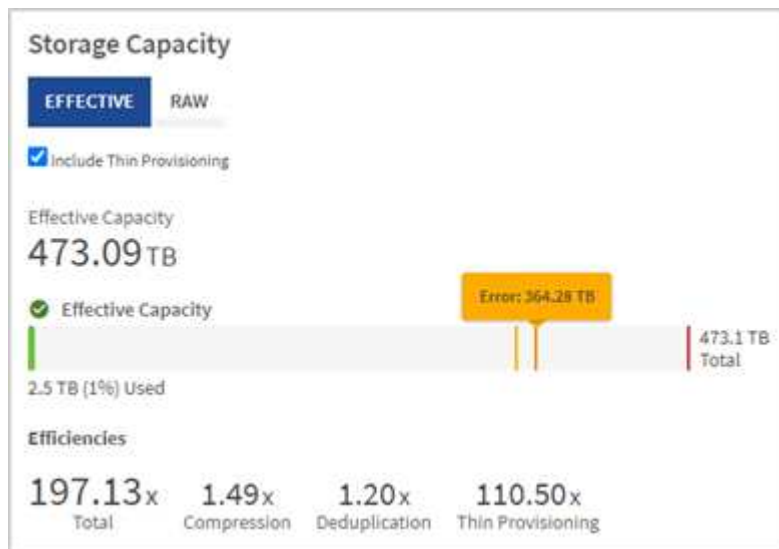 Storage Capacity
EFFECTIVE RAW
Include Thin Provisioning
Effective Capacity
473.09 TB
Error: 364.28 TB
Effective Capacity
473.1 TB
Total
2.5 TB (1%) Used
Efficiencies
197.13x 1.49x 1.20x 110.50x
Total Compression Deduplication Thin Provisioning